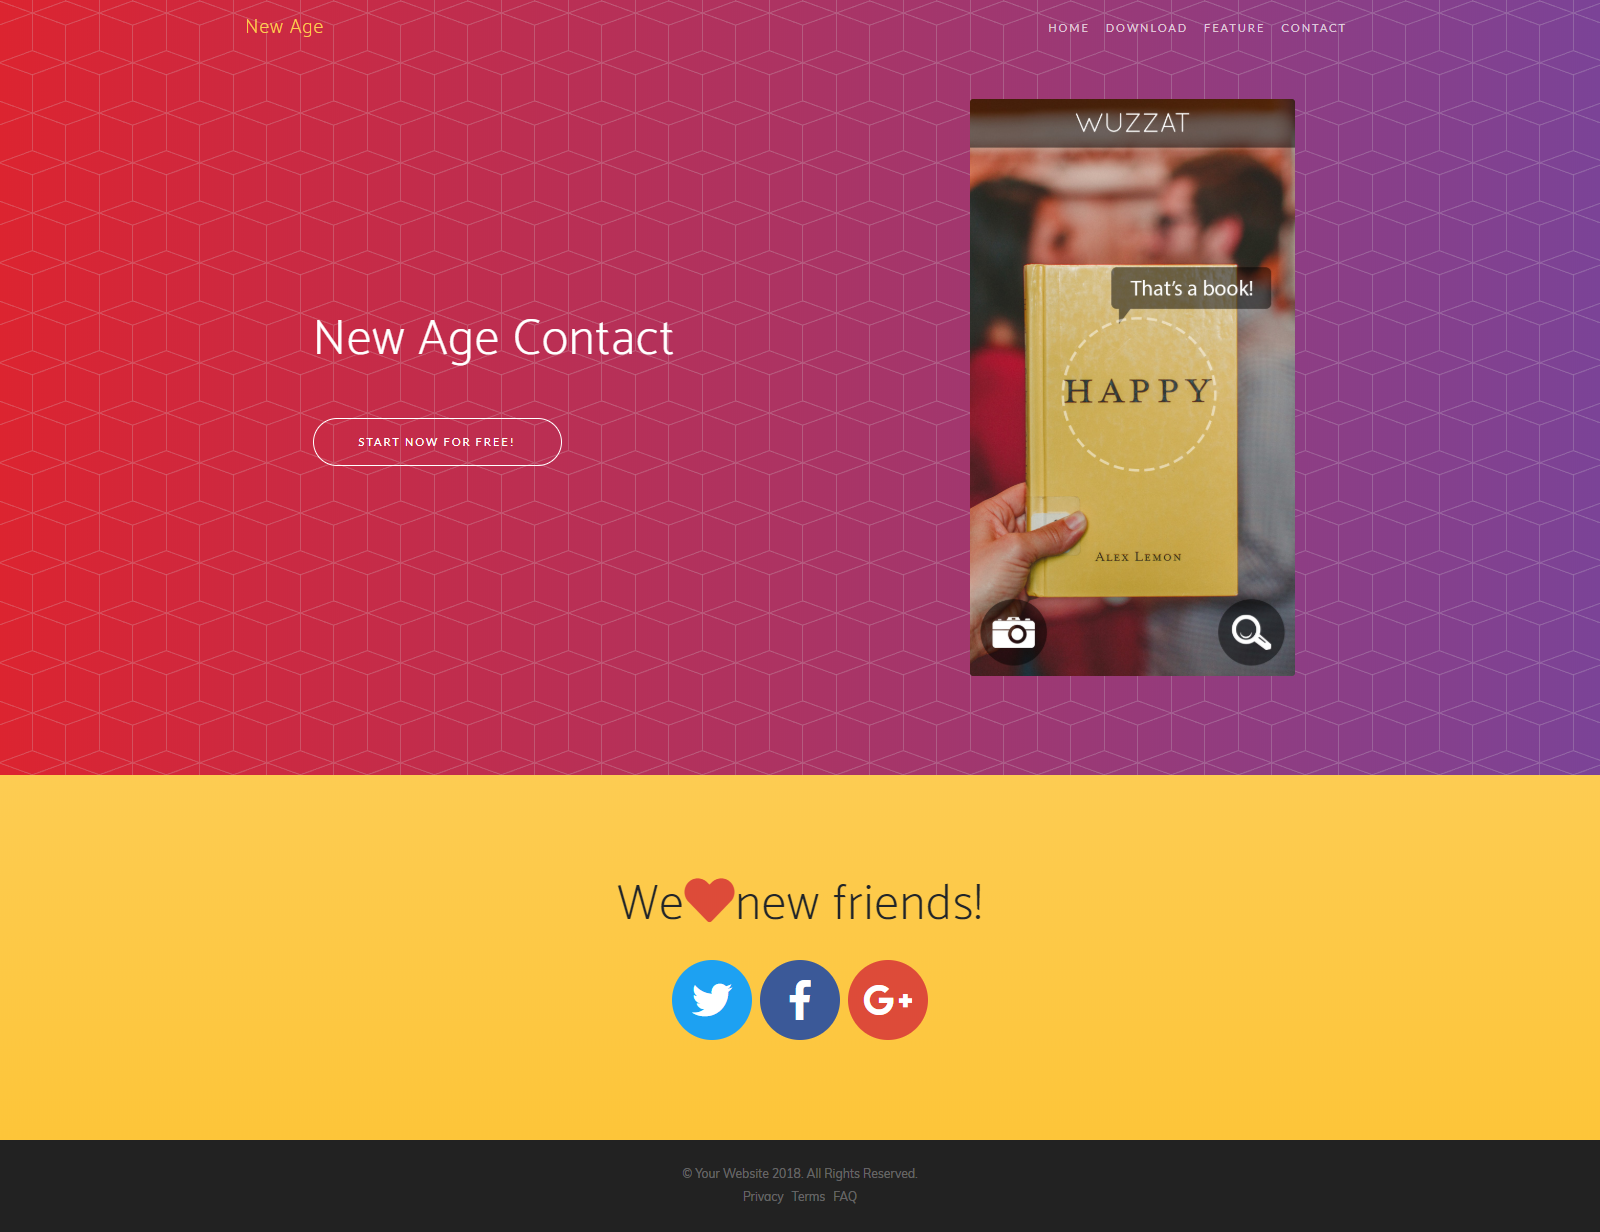 New Age
HOME DOWNLOAD FEATURE CONTACT
WUZZAT
That's a book!
HAPPY
ALEX LEMON
New Age Contact
START NOW FOR FREE!
We new friends!
G+
© Your Website 2018. All Rights Reserved.
Privacy Terms FAQ